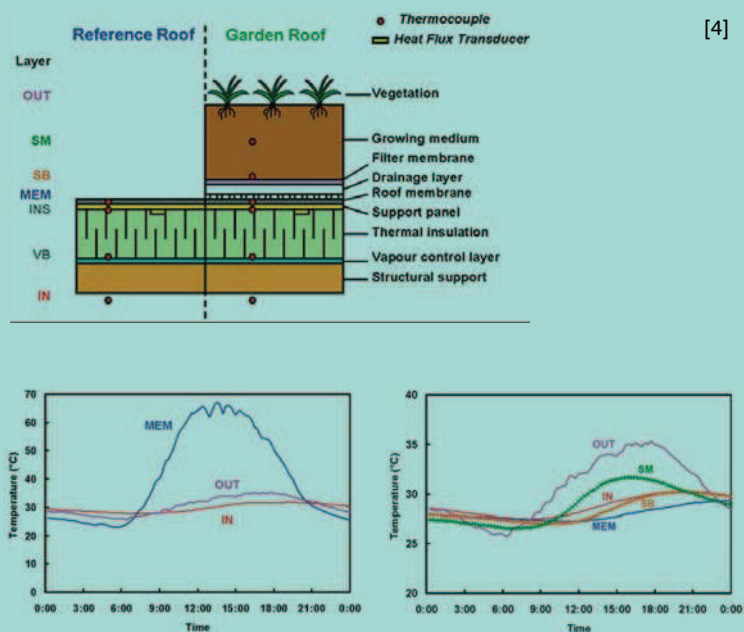 [4]
Thermocouple
Reference Roof Garden Roof
Heat Flux Transducer
Layer
OUT
Vegetation
SM
Growing medium
Filter membrane
SB
Drainage layer
MEM
Roof membrane
INS
Support panel
Thermal insulation
VB
Vapour control layer
Structural support
IN
70
60
50
40
30
20
10
0
Temperature (°C)
MEM
OUT
IN
0:00 3:00 6:00 9:00 12:00 15:00 18:00 21:00 0:00
Time
40
35
30
25
20
Temperature (°C)
OUT
SM
IN
SB
MEM
0:00 3:00 6:00 9:00 12:00 15:00 18:00 21:00 0:00
Time